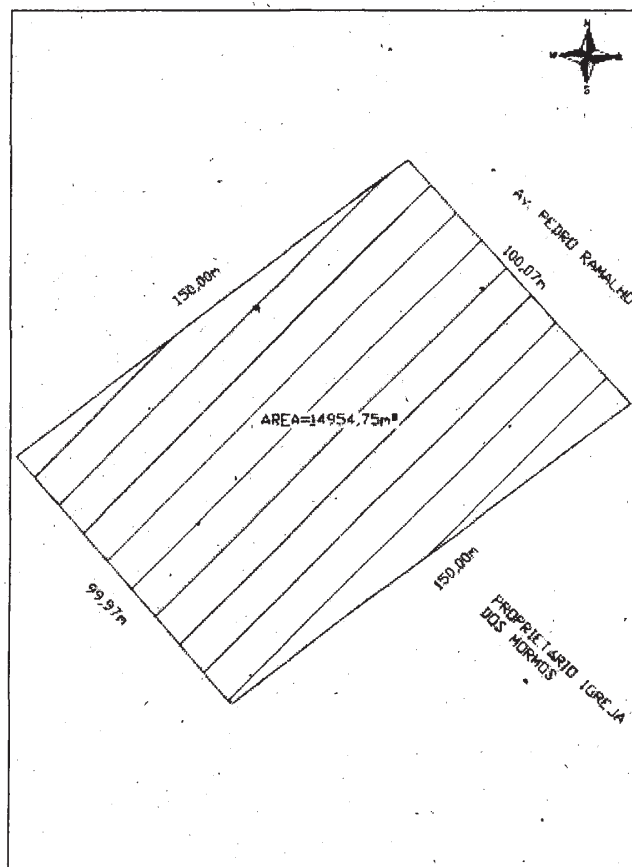 N
W
S
AV. PEDRO RAMALHO
100,07m
150,00m
AREA=14954,75m²
150,00m
99,97m
PROPRIETÁRIO IGREJA
DOS MORMOS